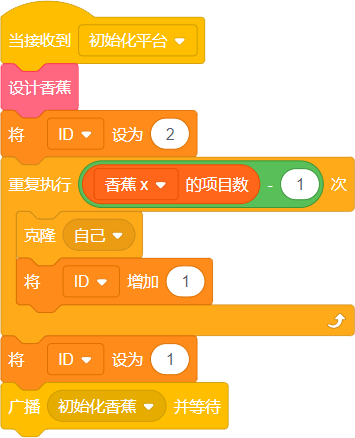 当接收到 初始化平台
设计香蕉
将 ID 设为 2
重复执行 香蕉 x 的项目数 - 1 次
克隆 自己
将 ID 增加 1
将 ID 设为 1
广播 初始化香蕉 并等待